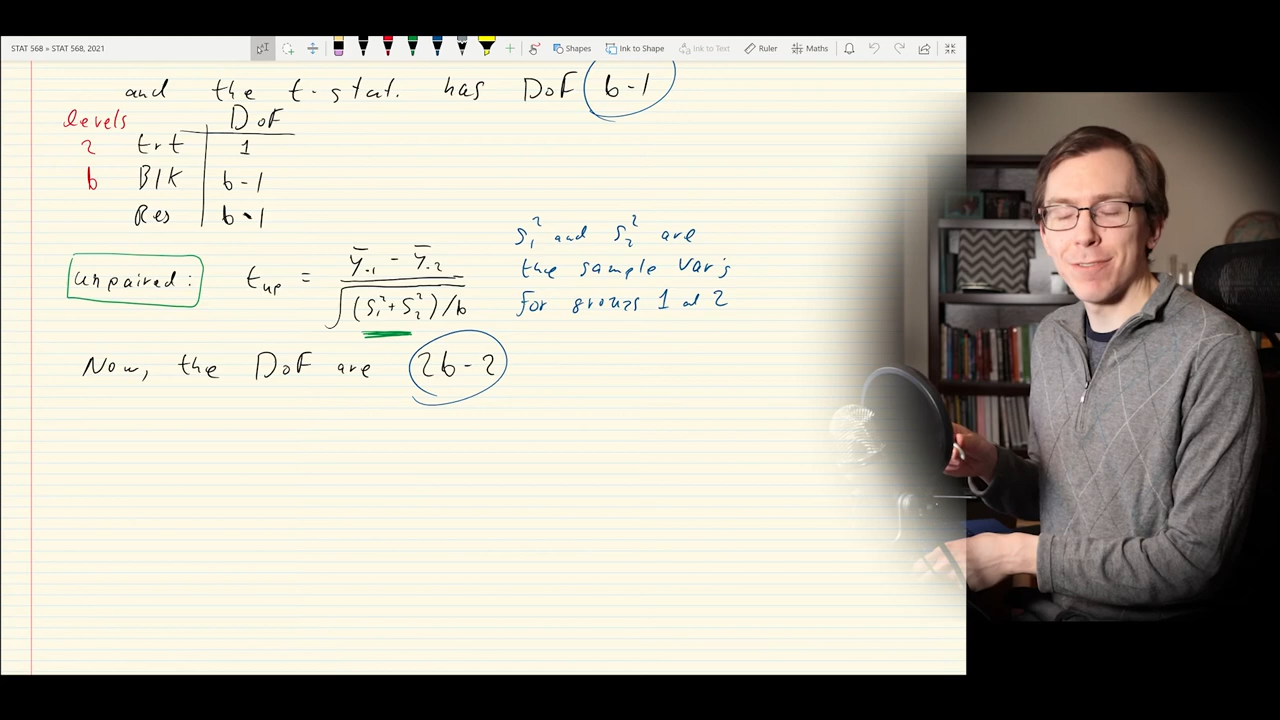 STAT 568 » STAT 568, 2021
Shapes Ink to Shape Ink to Text Ruler Maths
and the t-stat. has DoF b-1
levels DoF
2 trt 1
b Blk b-1
Res b-1
s₁² and s₂² are
the sample var's
for groups 1 and 2
unpaired: t_up = (ȳ.₁ - ȳ.₂) / √((s₁²+s₂²)/b)
Now, the DoF are 2b-2